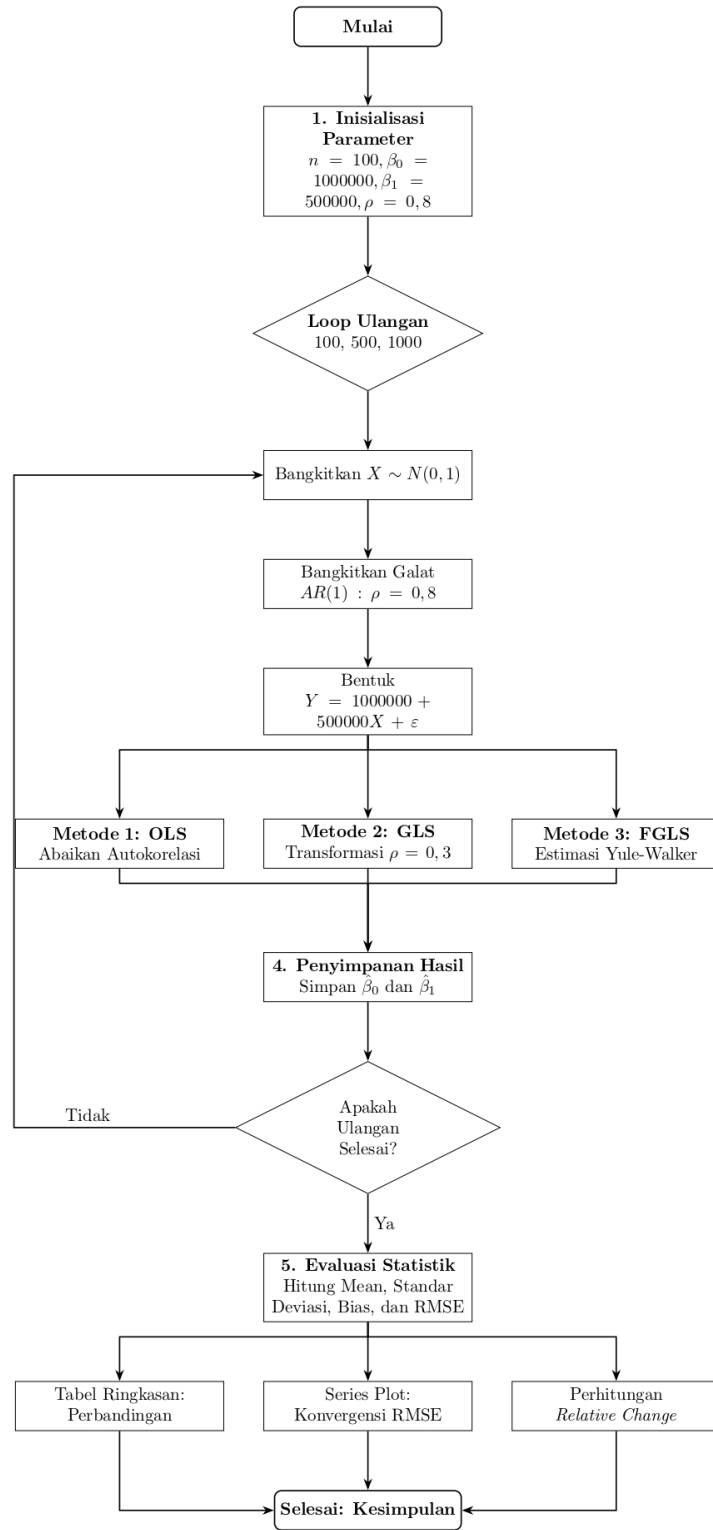 Mulai
1. Inisialisasi
Parameter
n = 100, β₀ =
1000000, β₁ =
500000, ρ = 0,8
Loop Ulangan
100, 500, 1000
Bangkitkan X ∼ N(0, 1)
Bangkitkan Galat
AR(1) : ρ = 0,8
Bentuk
Y = 1000000 +
500000X + ε
Metode 1: OLS
Abaikan Autokorelasi
Metode 2: GLS
Transformasi ρ = 0,3
Metode 3: FGLS
Estimasi Yule-Walker
4. Penyimpanan Hasil
Simpan β̂₀ dan β̂₁
Apakah
Ulangan
Selesai?
Tidak
Ya
5. Evaluasi Statistik
Hitung Mean, Standar
Deviasi, Bias, dan RMSE
Tabel Ringkasan:
Perbandingan
Series Plot:
Konvergensi RMSE
Perhitungan
Relative Change
Selesai: Kesimpulan